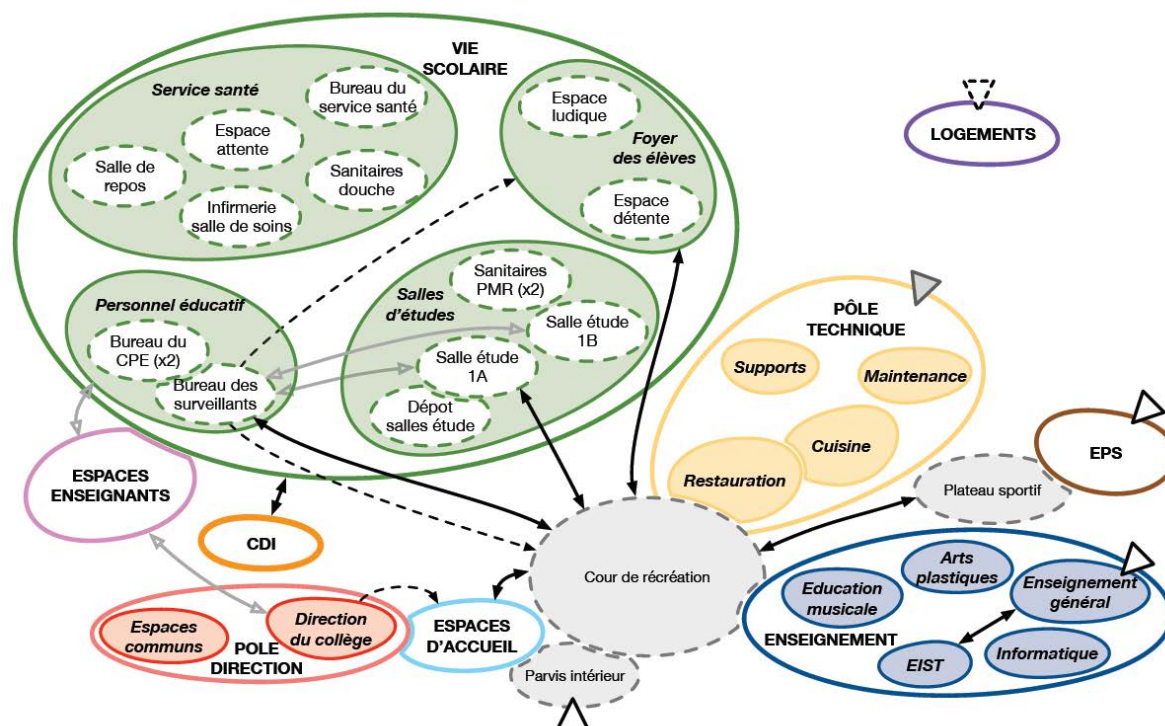 VIE
SCOLAIRE
Service santé
Bureau du
service santé
Espace
attente
Salle de
repos
Sanitaires
douche
Infirmerie
salle de soins
Espace
ludique
Foyer
des élèves
Espace
détente
LOGEMENTS
Personnel éducatif
Bureau du
CPE (x2)
Bureau des
surveillants
Salles
d'études
Sanitaires
PMR (x2)
Salle étude
1B
Salle étude
1A
Dépôt
salles étude
PÔLE
TECHNIQUE
Supports
Maintenance
Cuisine
Restauration
EPS
Plateau sportif
ESPACES
ENSEIGNANTS
CDI
Cour de récréation
Espaces
communs
Direction
du collège
POLE
DIRECTION
ESPACES
D'ACCUEIL
Parvis intérieur
Education
musicale
Arts
plastiques
Enseignement
général
ENSEIGNEMENT
EIST
Informatique